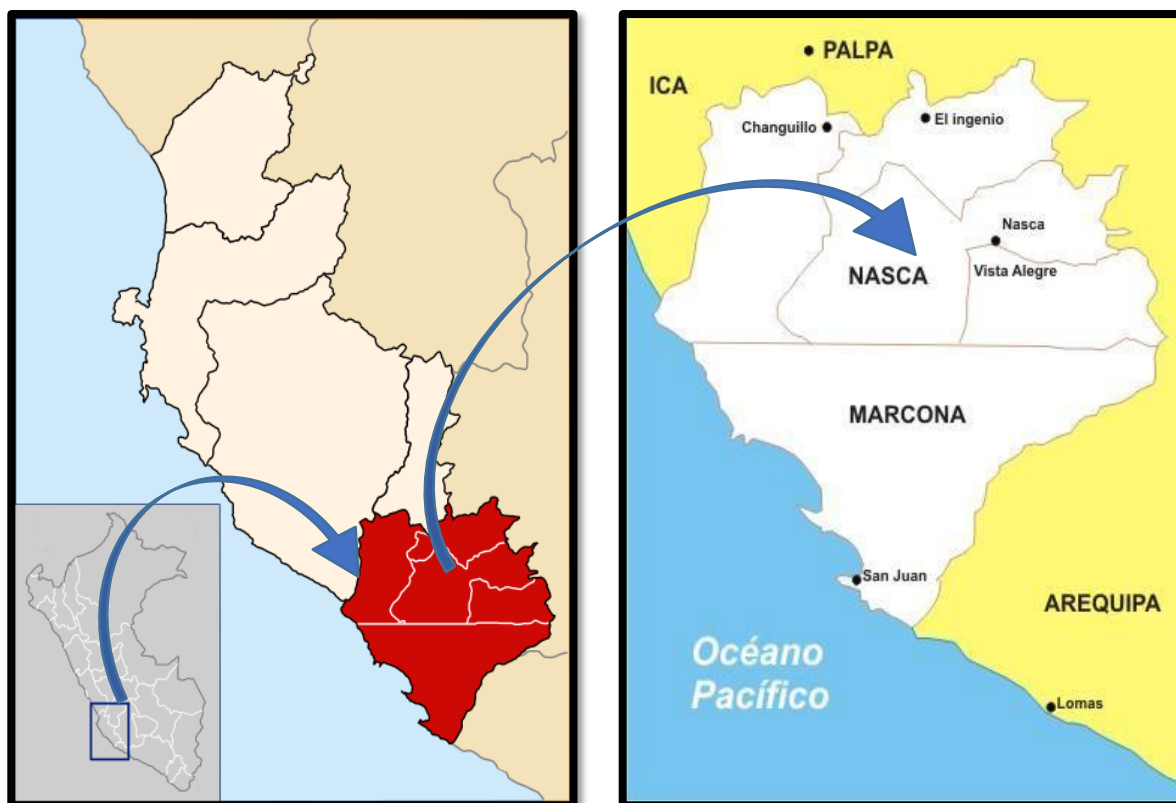 PALPA
ICA
El ingenio
Changuillo
Nasca
NASCA
Vista Alegre
MARCONA
San Juan
AREQUIPA
Océano
Pacífico
Lomas